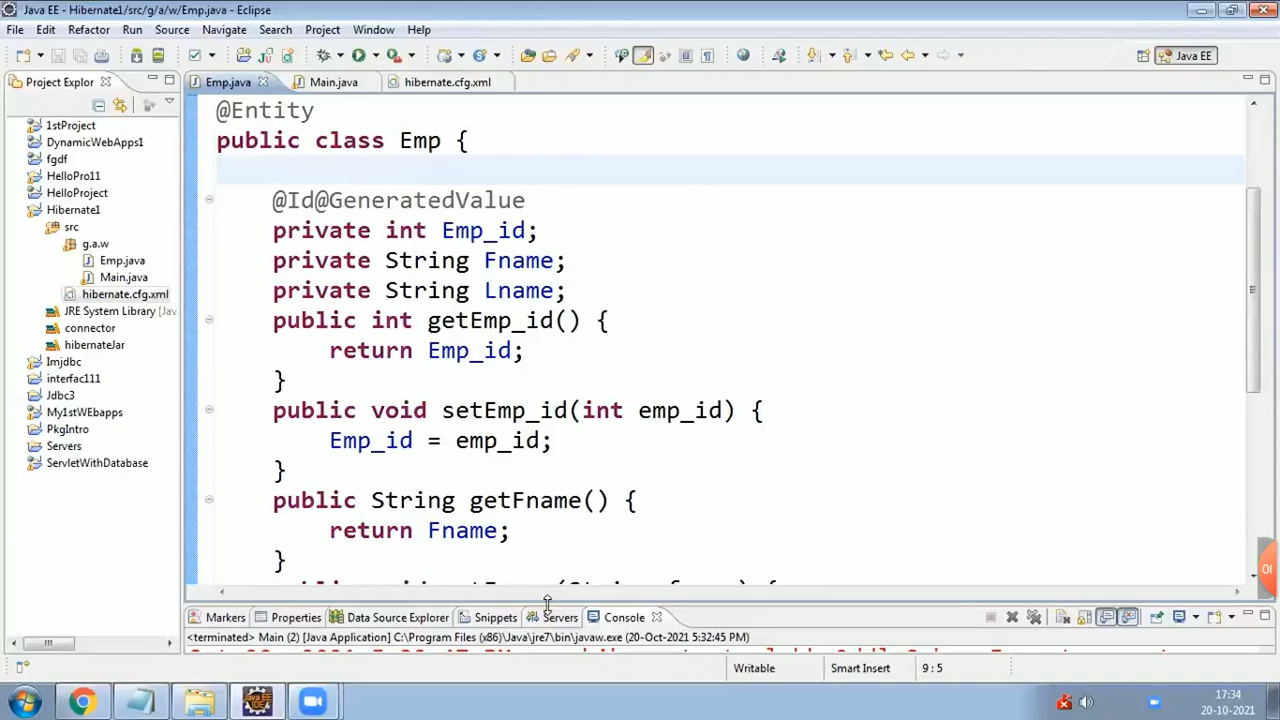 Java EE - Hibernate1/src/g/a/w/Emp.java - Eclipse
File Edit Refactor Run Source Navigate Search Project Window Help
Java EE
Project Explor
Emp.java
Main.java
hibernate.cfg.xml
1stProject
DynamicWebApps1
fgdf
HelloPro11
HelloProject
Hibernate1
src
g.a.w
Emp.java
Main.java
hibernate.cfg.xml
JRE System Library [Jav
connector
hibernateJar
Imjdbc
interfac111
Jdbc3
My1stWEbapps
PkgIntro
Servers
ServletWithDatabase
@Entity
public class Emp {
@Id@GeneratedValue
private int Emp_id;
private String Fname;
private String Lname;
public int getEmp_id() {
return Emp_id;
}
public void setEmp_id(int emp_id) {
Emp_id = emp_id;
}
public String getFname() {
return Fname;
}
Markers Properties Data Source Explorer Snippets Servers Console
<terminated> Main (2) [Java Application] C:\Program Files (x86)\Java\jre7\bin\javaw.exe (20-Oct-2021 5:32:45 PM)
Writable Smart Insert 9 : 5
Java EE
IDE
17:34
20-10-2021